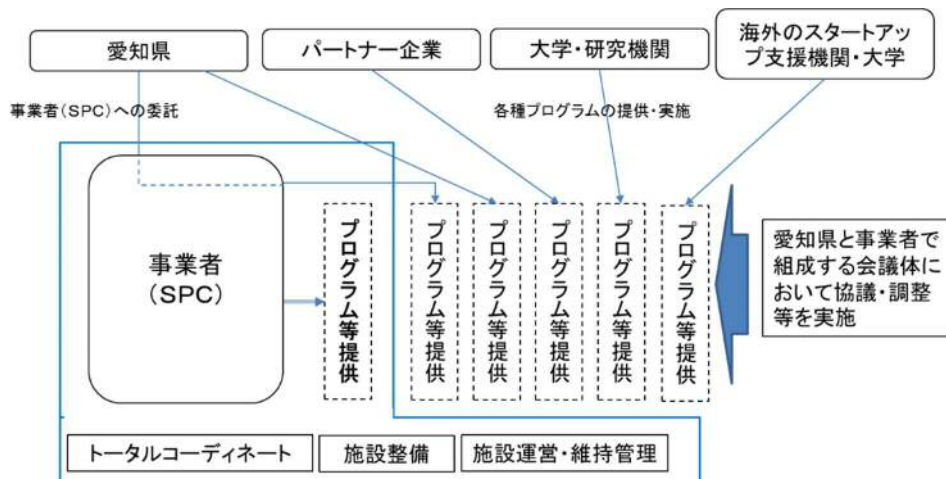 愛知県
パートナー企業
大学・研究機関
海外のスタートアッ
プ支援機関・大学
事業者(SPC)への委託
各種プログラムの提供・実施
事業者
(SPC)
プログラム等提供
プログラム等提供
プログラム等提供
プログラム等提供
プログラム等提供
プログラム等提供
愛知県と事業者で
組成する会議体に
おいて協議・調整
等を実施
トータルコーディネート
施設整備
施設運営・維持管理